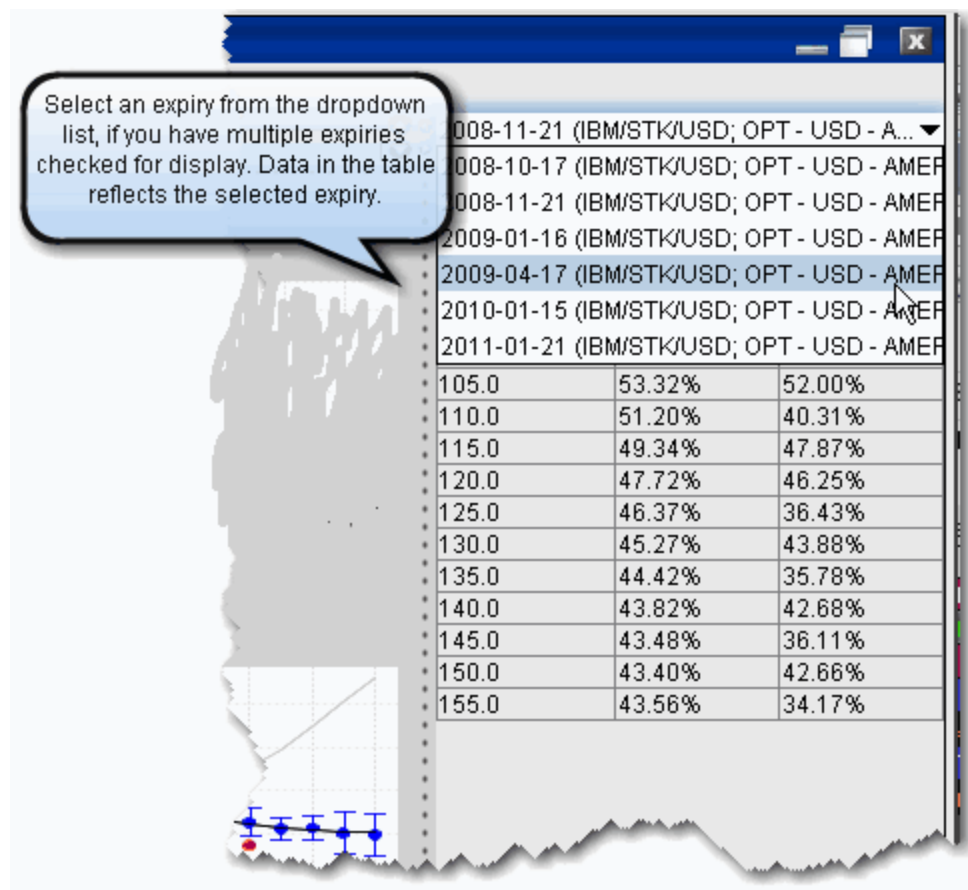 Select an expiry from the dropdown
list, if you have multiple expiries
checked for display. Data in the table
reflects the selected expiry.
008-11-21 (IBM/STK/USD; OPT - USD - A...
008-10-17 (IBM/STK/USD; OPT - USD - AMER
008-11-21 (IBM/STK/USD; OPT - USD - AMER
2009-01-16 (IBM/STK/USD; OPT - USD - AMER
2009-04-17 (IBM/STK/USD; OPT - USD - AMER
2010-01-15 (IBM/STK/USD; OPT - USD - AMER
2011-01-21 (IBM/STK/USD; OPT - USD - AMER
105.0 53.32% 52.00%
110.0 51.20% 40.31%
115.0 49.34% 47.87%
120.0 47.72% 46.25%
125.0 46.37% 36.43%
130.0 45.27% 43.88%
135.0 44.42% 35.78%
140.0 43.82% 42.68%
145.0 43.48% 36.11%
150.0 43.40% 42.66%
155.0 43.56% 34.17%